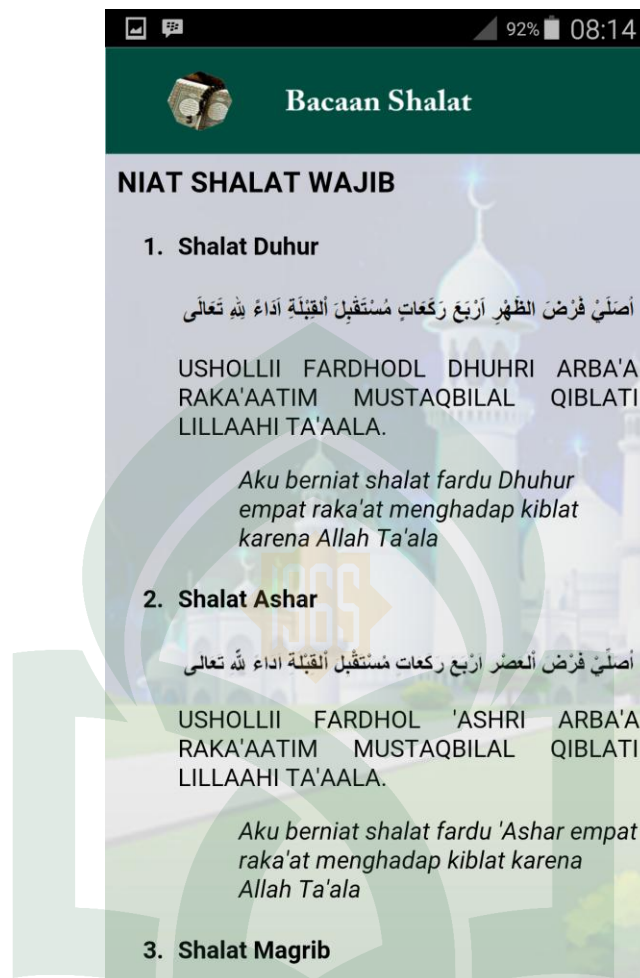 92% 08:14
Bacaan Shalat
NIAT SHALAT WAJIB
1. Shalat Duhur
اُصَلِّيْ فَرْضَ الظُّهْرِ اَرْبَعَ رَكَعَاتٍ مُسْتَقْبِلَ الْقِبْلَةِ اَدَاءً لِلّٰهِ تَعَالَى
USHOLLII FARDHODL DHUHRI ARBA'A
RAKA'AATIM MUSTAQBILAL QIBLATI
LILLAAHI TA'AALA.
Aku berniat shalat fardu Dhuhur
empat raka'at menghadap kiblat
karena Allah Ta'ala
1965
2. Shalat Ashar
اُصَلِّيْ فَرْضَ الْعَصْرِ اَرْبَعَ رَكَعَاتٍ مُسْتَقْبِلَ الْقِبْلَةِ اَدَاءً لِلّٰهِ تَعَالَى
USHOLLII FARDHOL 'ASHRI ARBA'A
RAKA'AATIM MUSTAQBILAL QIBLATI
LILLAAHI TA'AALA.
Aku berniat shalat fardu 'Ashar empat
raka'at menghadap kiblat karena
Allah Ta'ala
3. Shalat Magrib